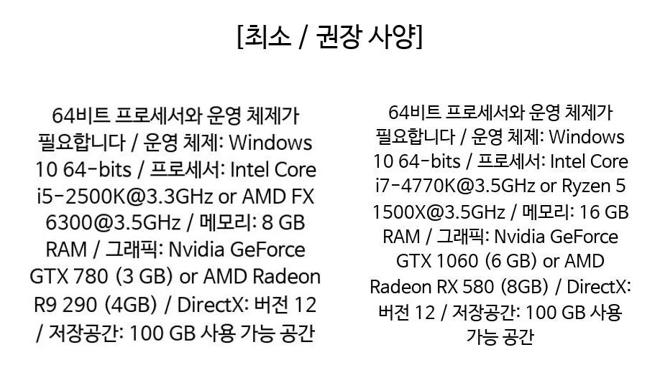 [최소 / 권장 사양]
64비트 프로세서와 운영 체제가
필요합니다 / 운영 체제: Windows
10 64-bits / 프로세서: Intel Core
i5-2500K@3.3GHz or AMD FX
6300@3.5GHz / 메모리: 8 GB
RAM / 그래픽: Nvidia GeForce
GTX 780 (3 GB) or AMD Radeon
R9 290 (4GB) / DirectX: 버전 12
/ 저장공간: 100 GB 사용 가능 공간
64비트 프로세서와 운영 체제가
필요합니다 / 운영 체제: Windows
10 64-bits / 프로세서: Intel Core
i7-4770K@3.5GHz or Ryzen 5
1500X@3.5GHz / 메모리: 16 GB
RAM / 그래픽: Nvidia GeForce
GTX 1060 (6 GB) or AMD
Radeon RX 580 (8GB) / DirectX:
버전 12 / 저장공간: 100 GB 사용
가능 공간